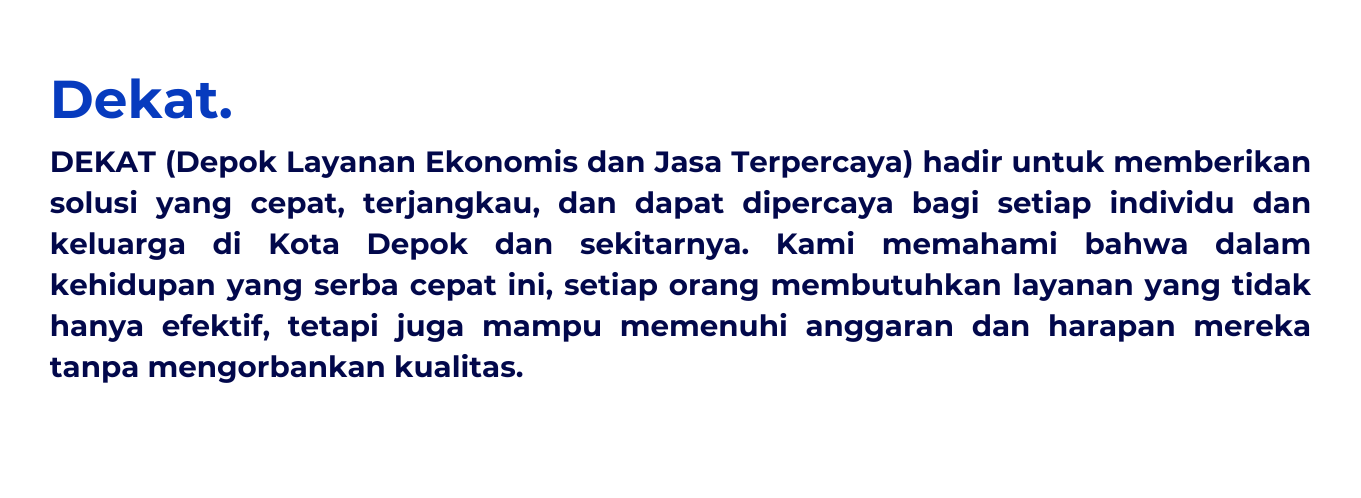 Dekat.
DEKAT (Depok Layanan Ekonomis dan Jasa Terpercaya) hadir untuk memberikan
solusi yang cepat, terjangkau, dan dapat dipercaya bagi setiap individu dan
keluarga di Kota Depok dan sekitarnya. Kami memahami bahwa dalam
kehidupan yang serba cepat ini, setiap orang membutuhkan layanan yang tidak
hanya efektif, tetapi juga mampu memenuhi anggaran dan harapan mereka
tanpa mengorbankan kualitas.